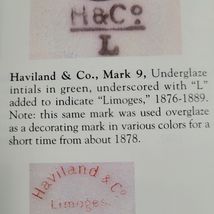 H&Co
L
Haviland & Co., Mark 9, Underglaze
intials in green, underscored with "L"
added to indicate "Limoges," 1876-1889.
Note: this same mark was used overglaze
as a decorating mark in various colors for a
short time from about 1878.
Haviland & Co
Limoges.